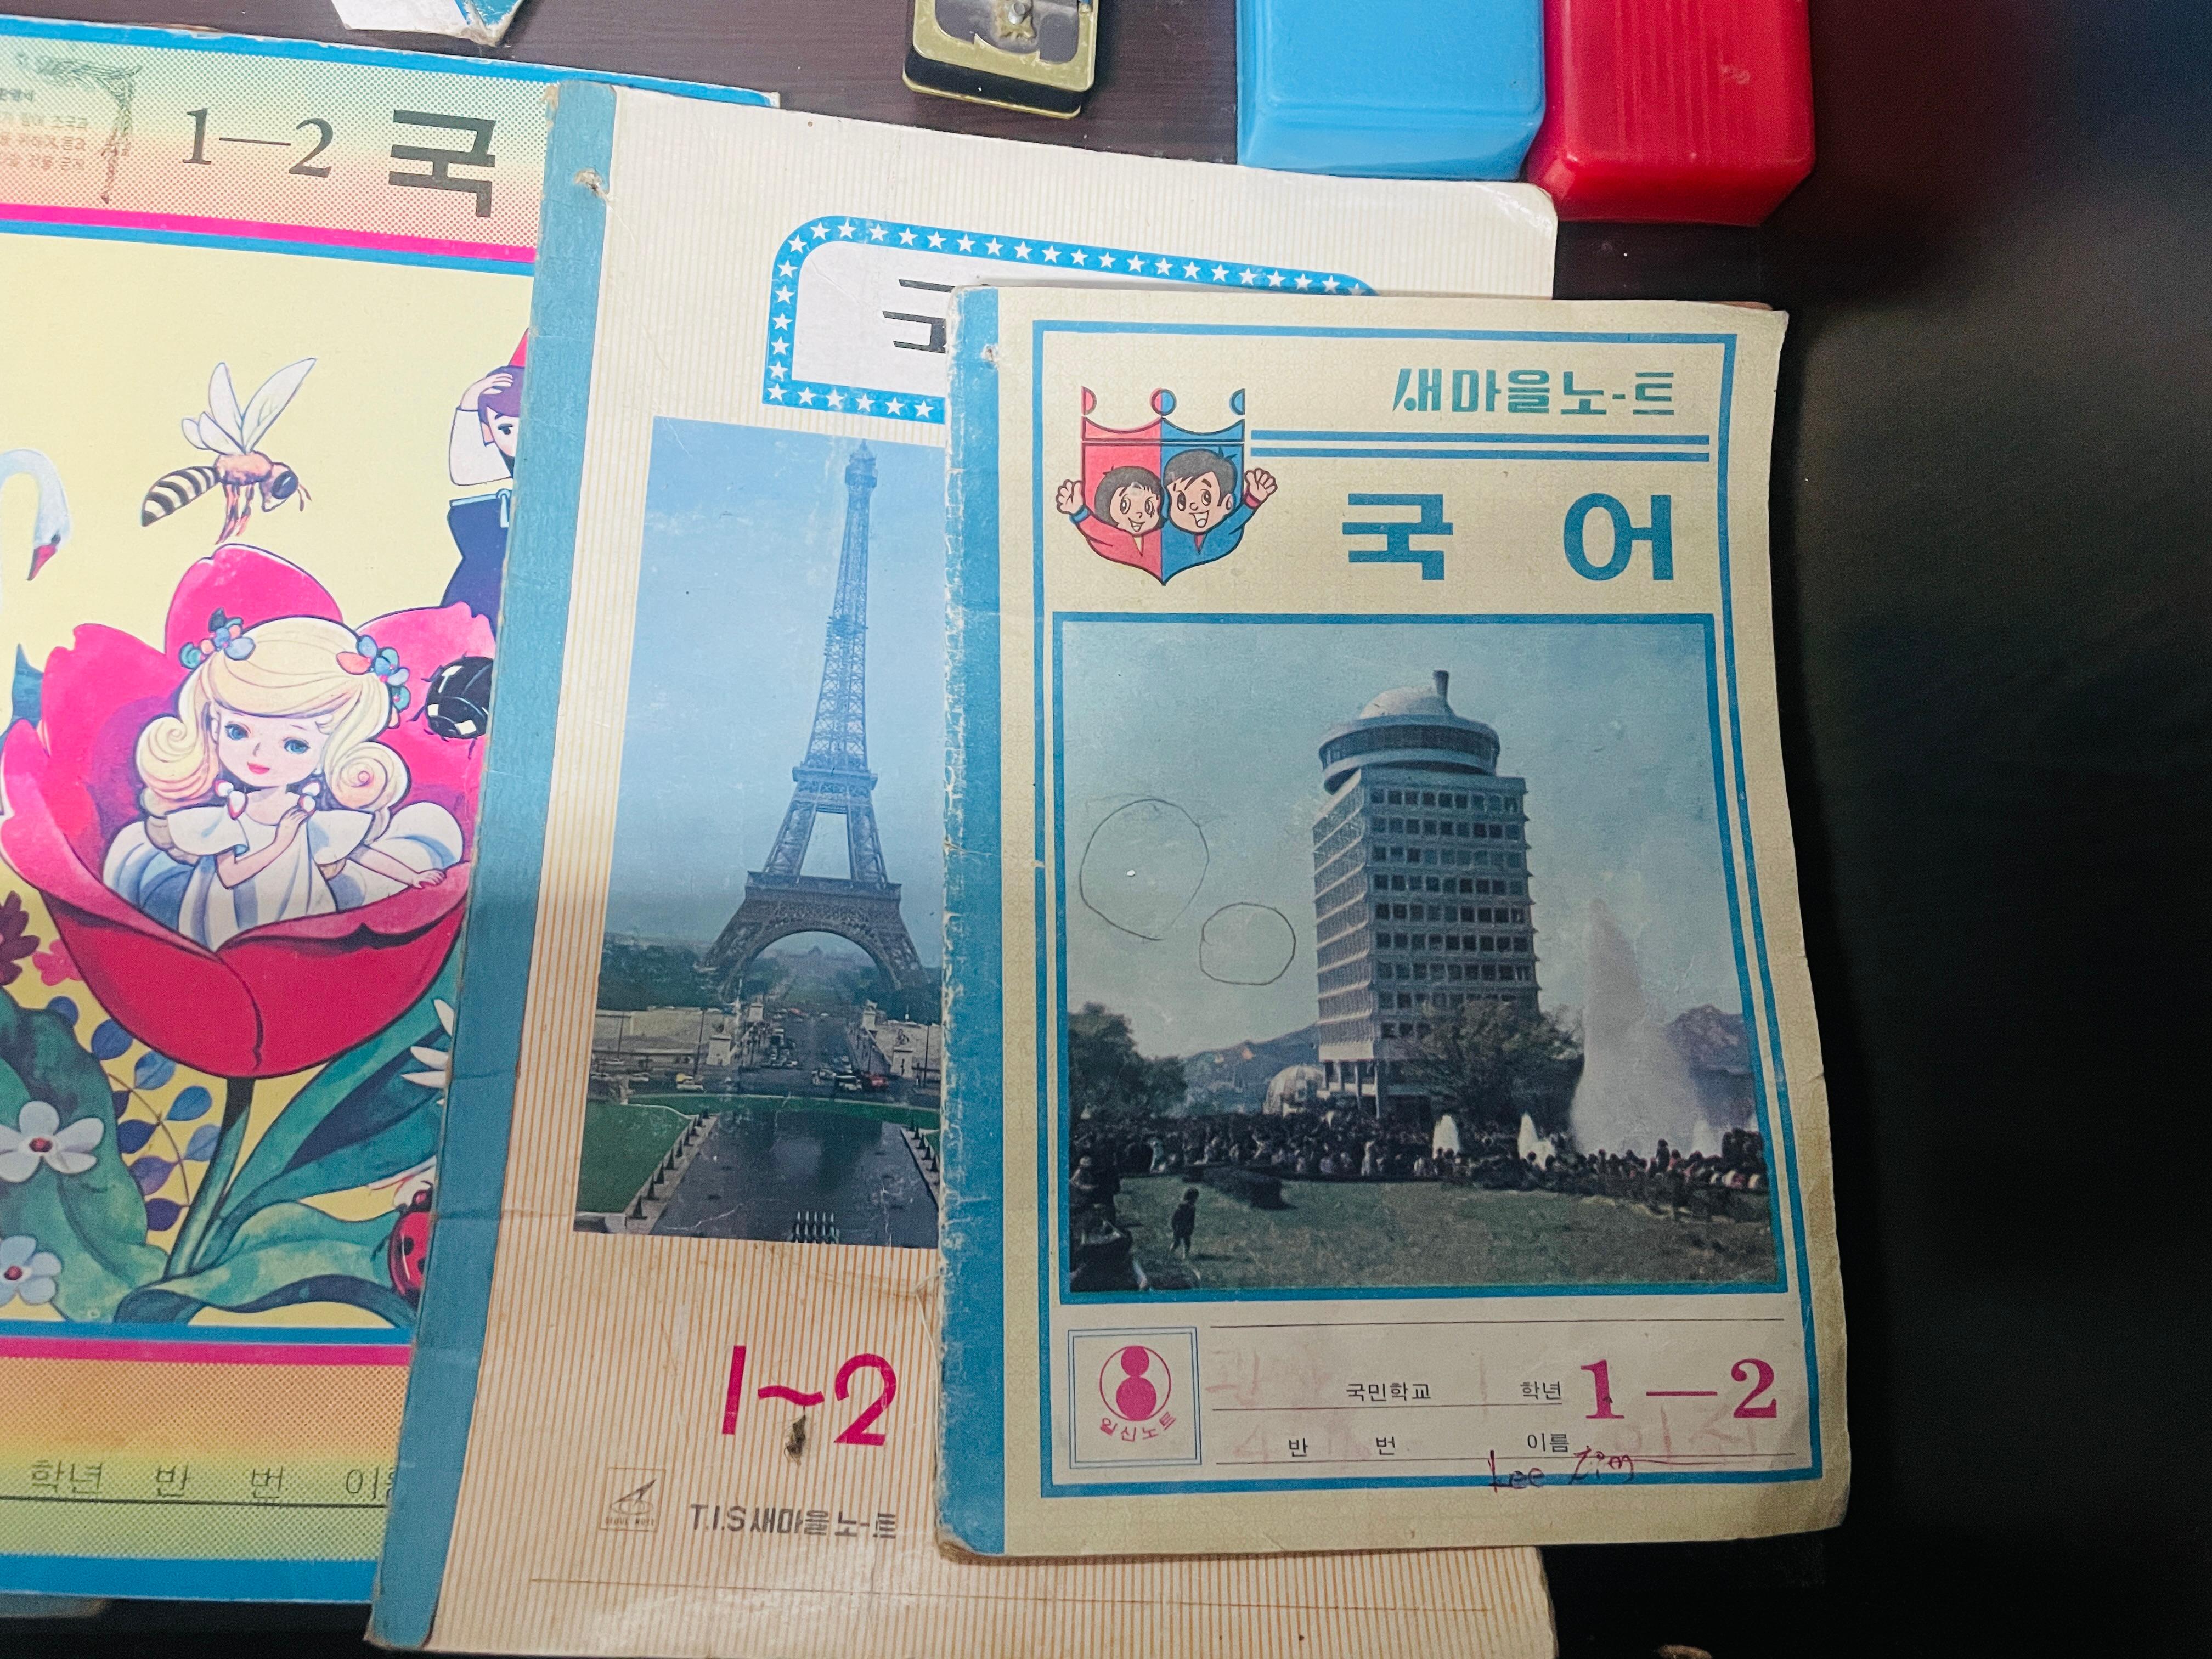 1—2 국
학년 반 번
1~2
T.I.S 새마을노-트
새마을노-트
국 어
일신노트
국민학교 학년 1—2
반 번 이름
Lee